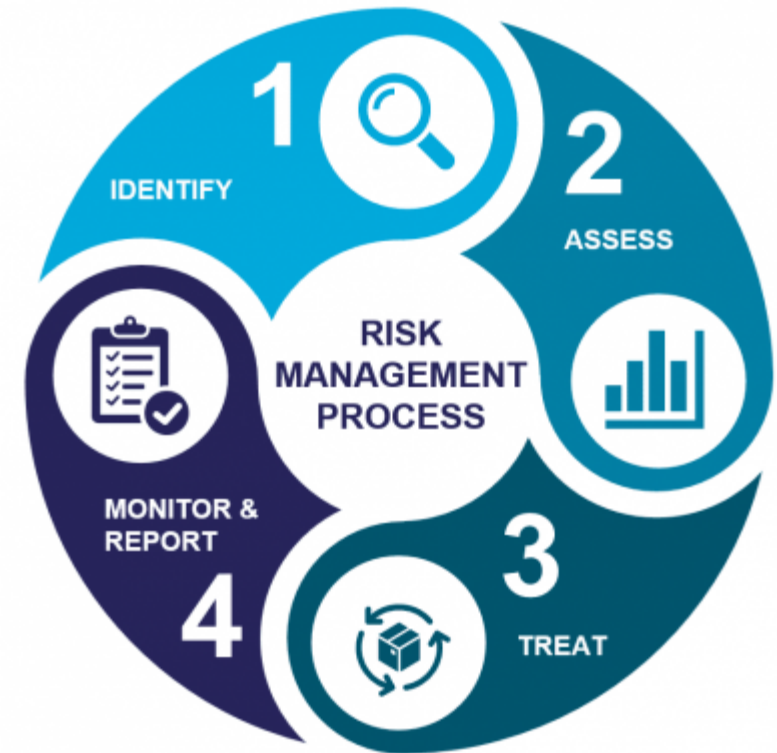 RISK
MANAGEMENT
PROCESS
1
IDENTIFY
2
ASSESS
3
TREAT
MONITOR &
REPORT
4